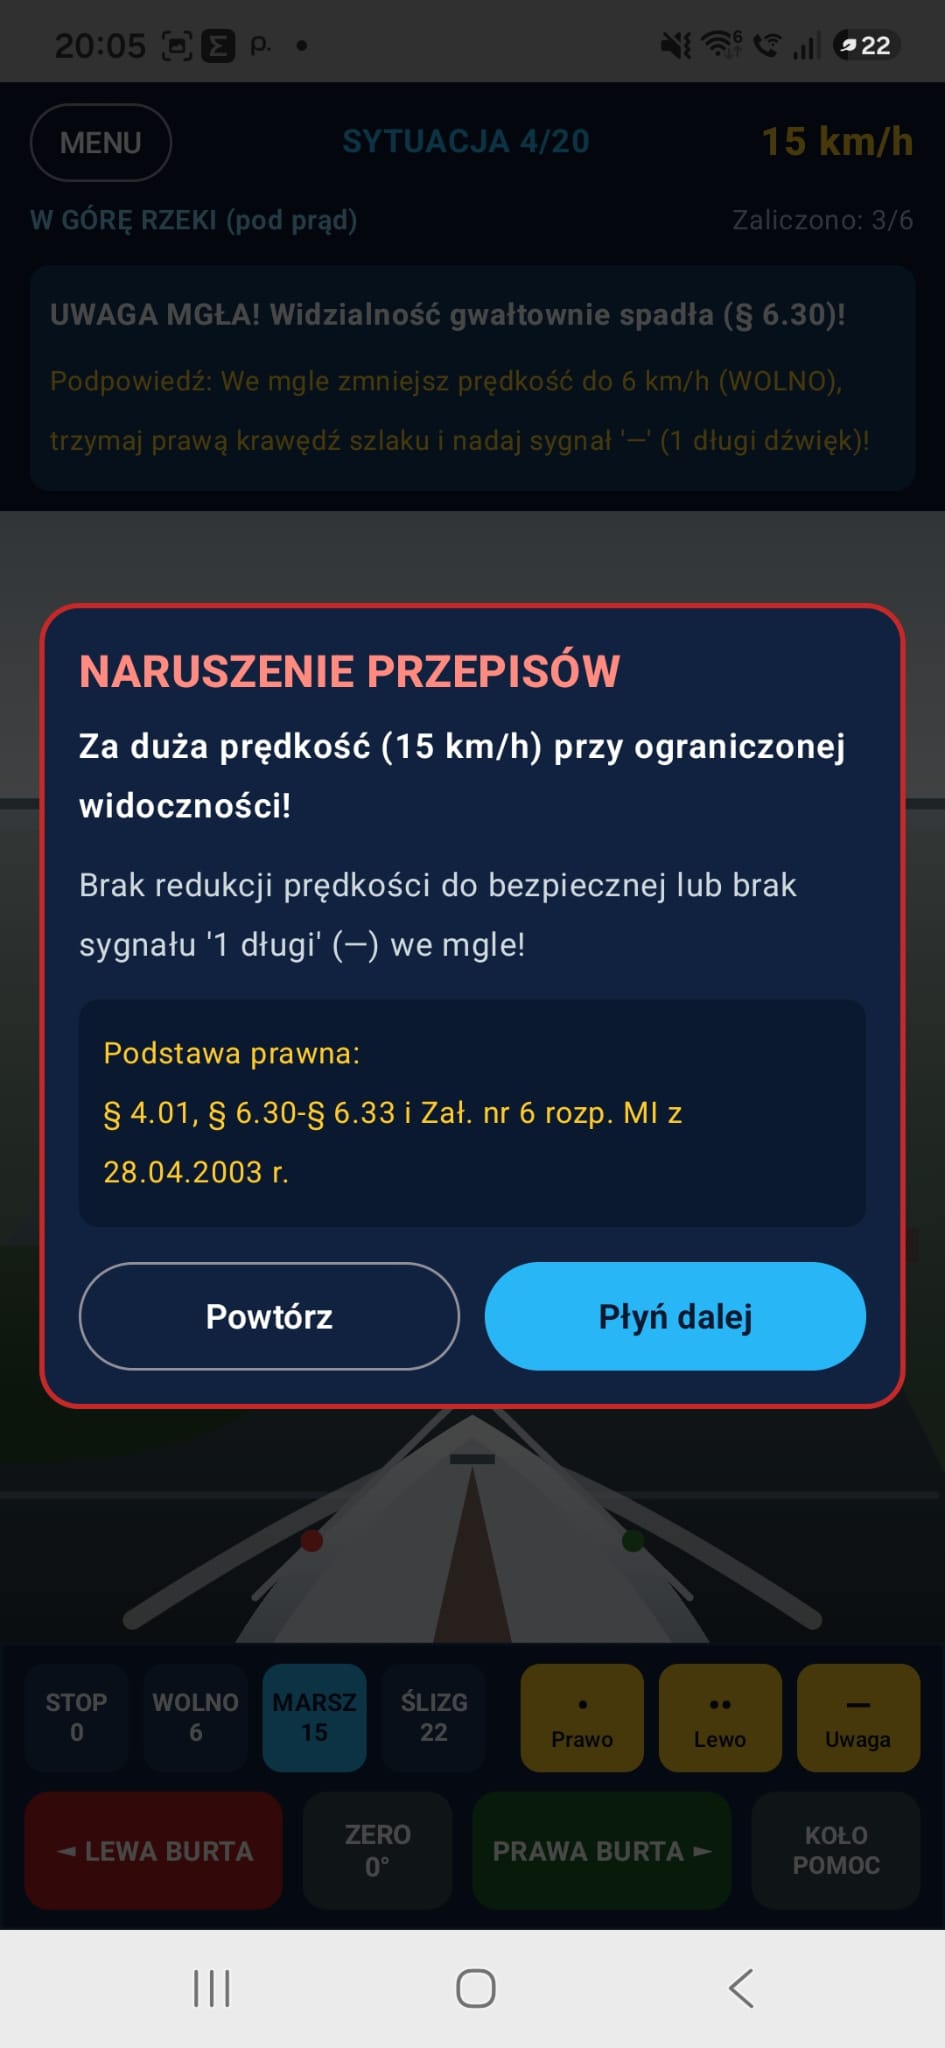 20:05 Σ ρ. • 6 22
MENU SYTUACJA 4/20 15 km/h
W GÓRĘ RZEKI (pod prąd) Zaliczono: 3/6
UWAGA MGŁA! Widzialność gwałtownie spadła (§ 6.30)!
Podpowiedź: We mgle zmniejsz prędkość do 6 km/h (WOLNO),
trzymaj prawą krawędź szlaku i nadaj sygnał '—' (1 długi dźwięk)!
NARUSZENIE PRZEPISÓW
Za duża prędkość (15 km/h) przy ograniczonej
widoczności!
Brak redukcji prędkości do bezpiecznej lub brak
sygnału '1 długi' (—) we mgle!
Podstawa prawna:
§ 4.01, § 6.30-§ 6.33 i Zał. nr 6 rozp. MI z
28.04.2003 r.
Powtórz Płyń dalej
STOP WOLNO MARSZ ŚLIZG • •• —
0 6 15 22 Prawo Lewo Uwaga
◄ LEWA BURTA ZERO PRAWA BURTA ► KOŁO
0° POMOC